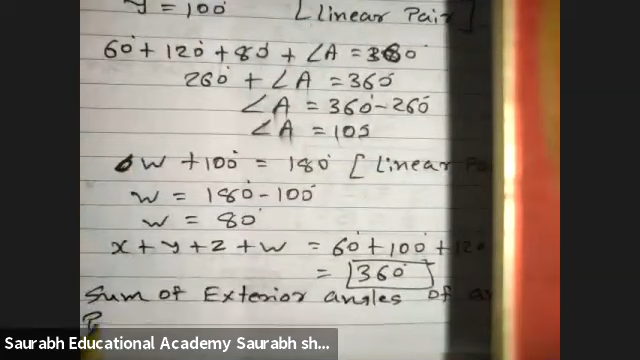 y = 100° [Linear Pair]
60° + 120° + 80° + ∠A = 360°
260° + ∠A = 360°
∠A = 360° - 260°
∠A = 100°
w + 100° = 180° [Linear
w = 180° - 100°
w = 80°
x + y + z + w = 60° + 100° + 120
= 360°
Sum of Exterior angles of
P
Saurabh Educational Academy Saurabh sh...